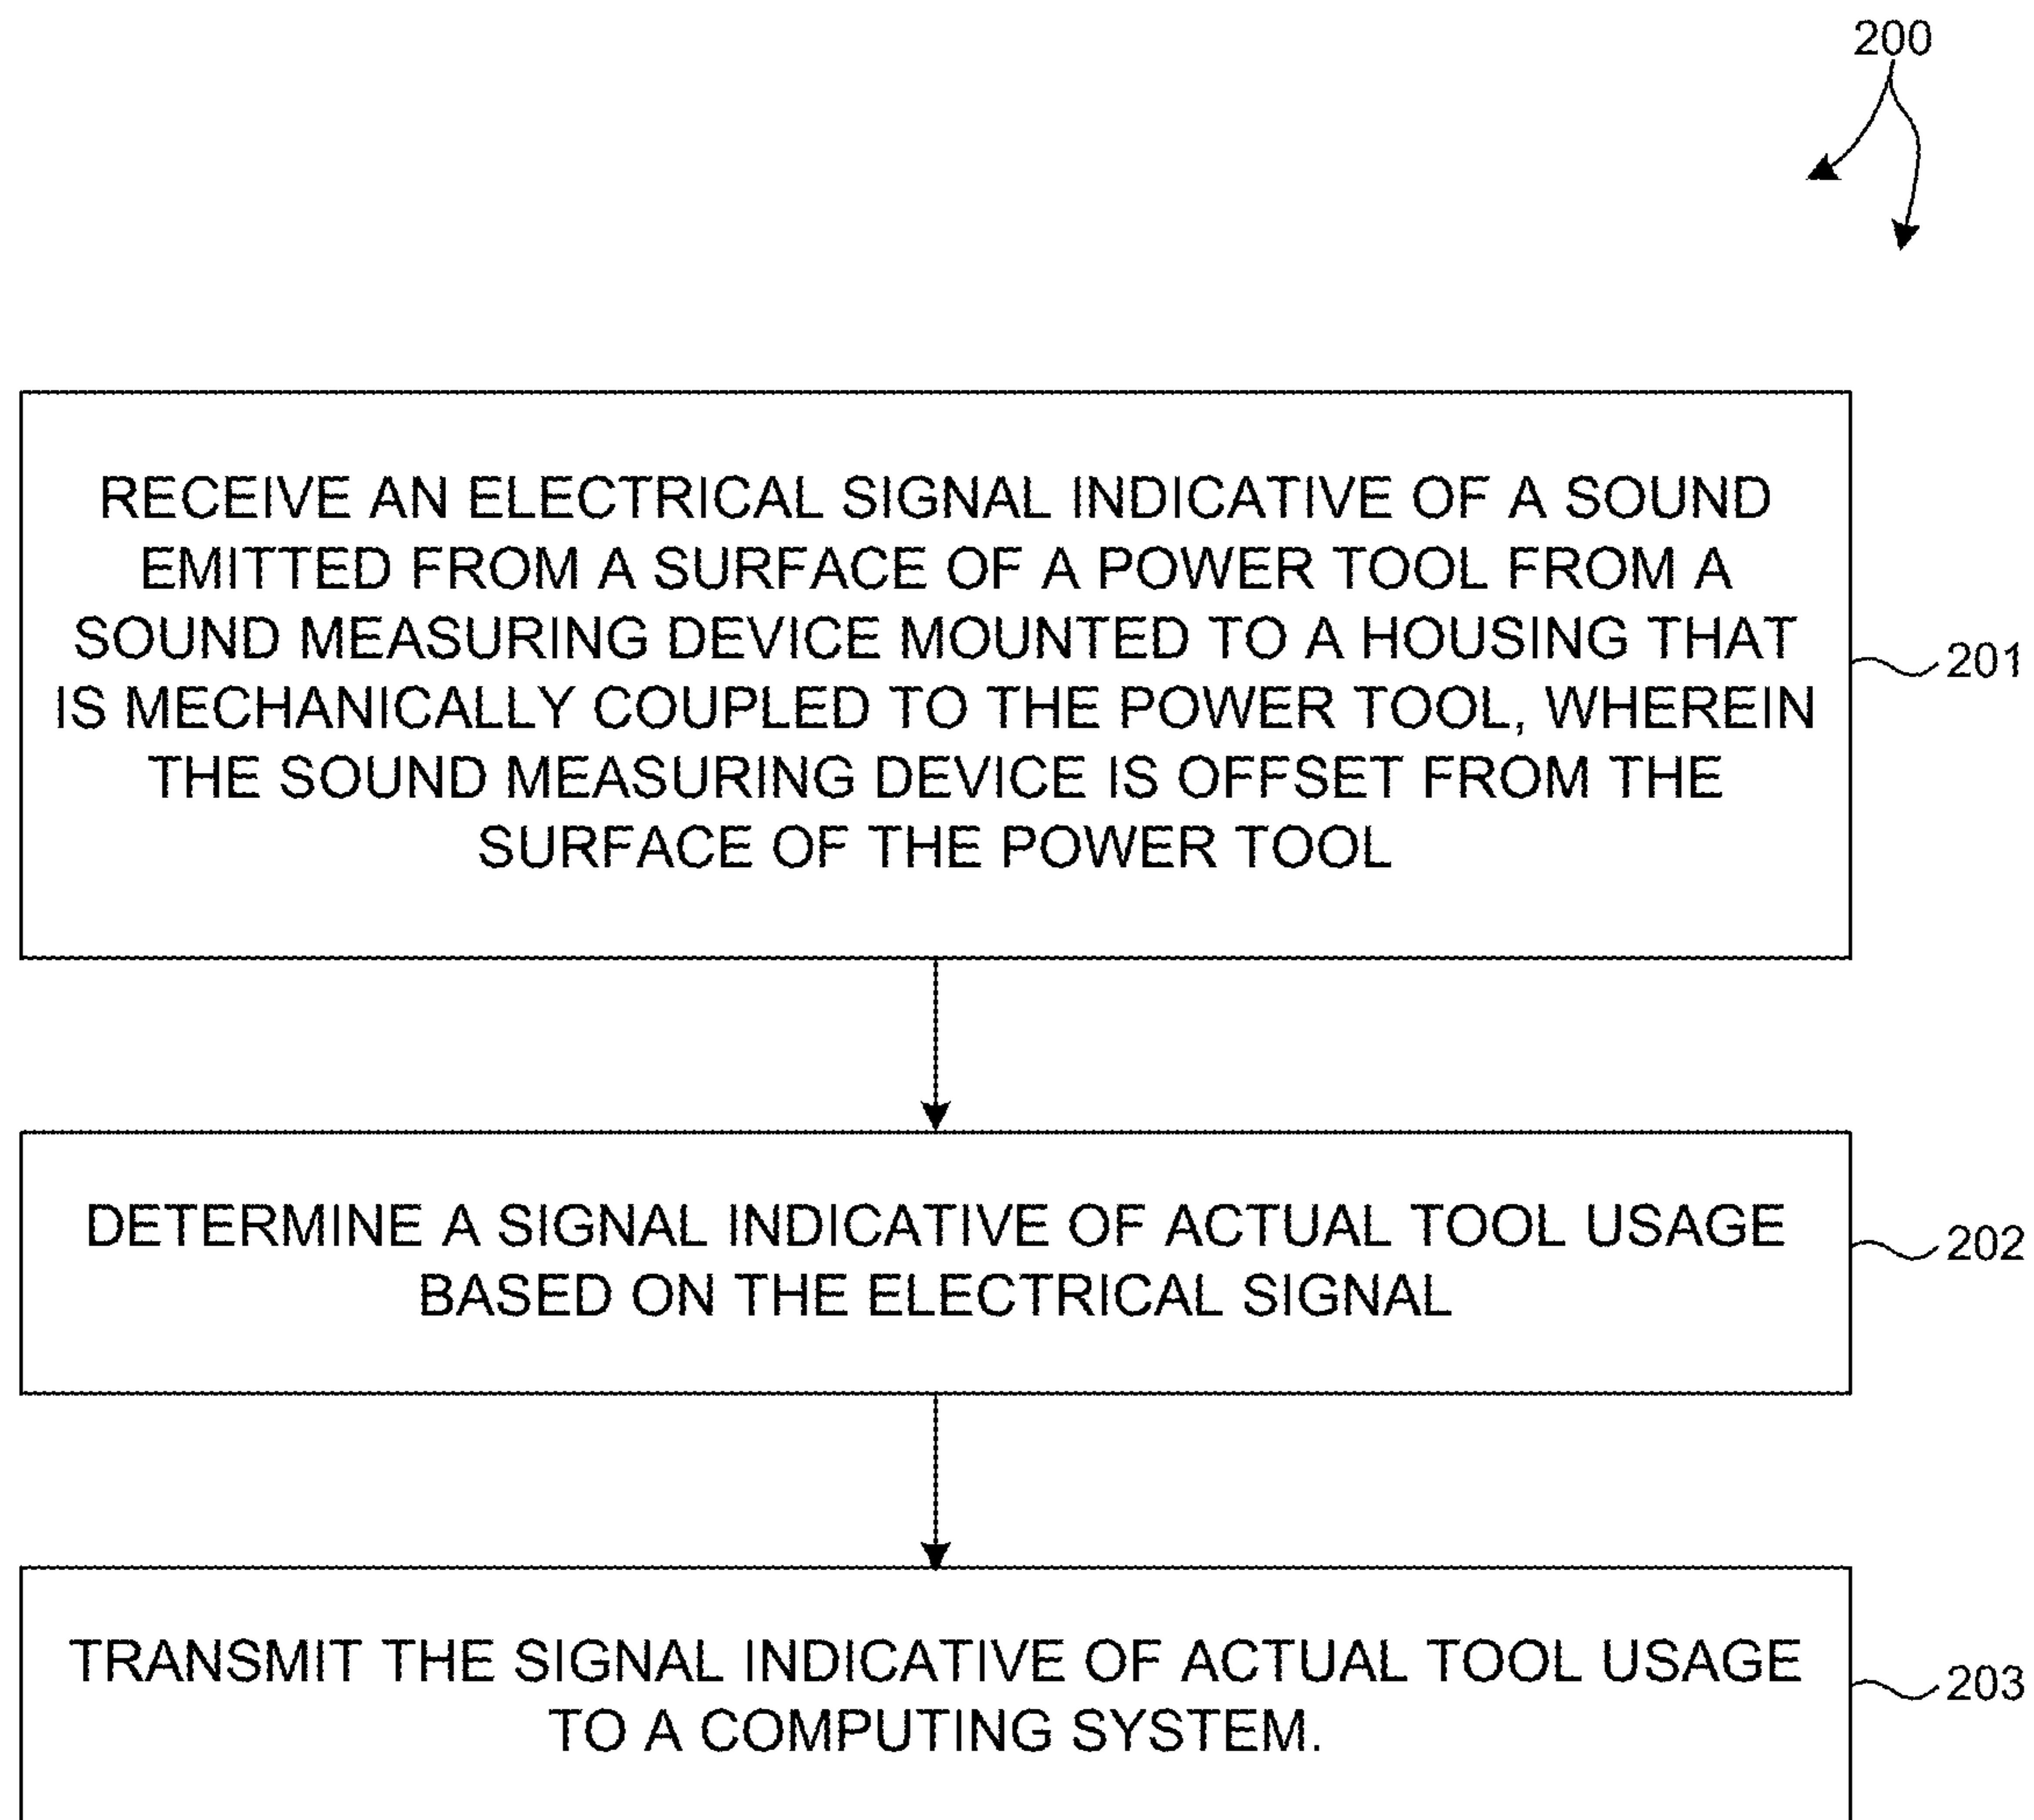 200
RECEIVE AN ELECTRICAL SIGNAL INDICATIVE OF A SOUND
EMITTED FROM A SURFACE OF A POWER TOOL FROM A
SOUND MEASURING DEVICE MOUNTED TO A HOUSING THAT
IS MECHANICALLY COUPLED TO THE POWER TOOL, WHEREIN
THE SOUND MEASURING DEVICE IS OFFSET FROM THE
SURFACE OF THE POWER TOOL
201
DETERMINE A SIGNAL INDICATIVE OF ACTUAL TOOL USAGE
BASED ON THE ELECTRICAL SIGNAL
202
TRANSMIT THE SIGNAL INDICATIVE OF ACTUAL TOOL USAGE
TO A COMPUTING SYSTEM.
203